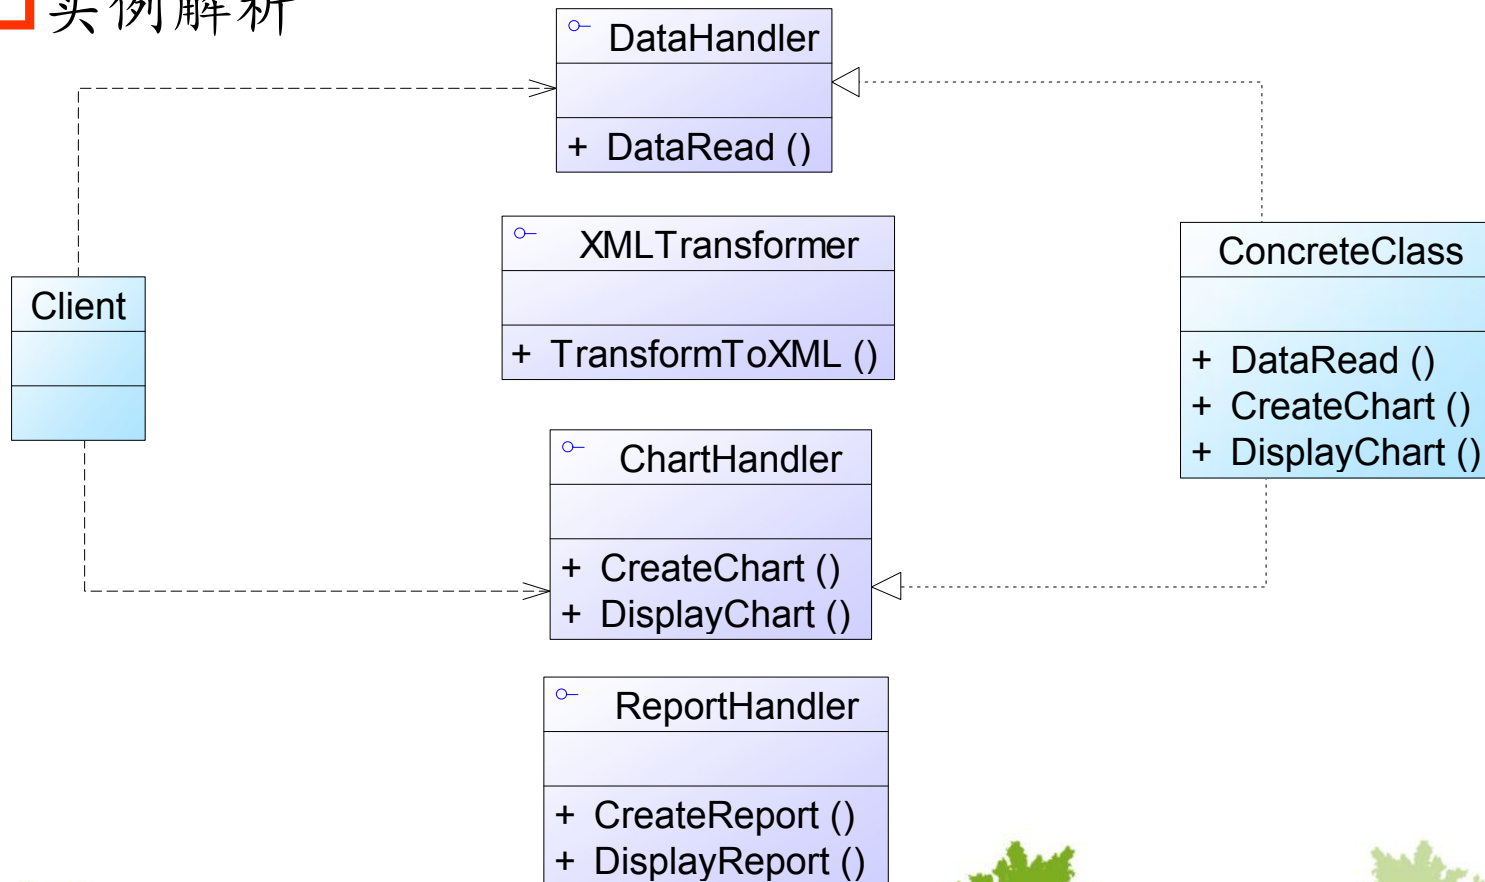 实例解析
DataHandler
+ DataRead ()
XMLTransformer
+ TransformToXML ()
Client
ConcreteClass
+ DataRead ()
+ CreateChart ()
+ DisplayChart ()
ChartHandler
+ CreateChart ()
+ DisplayChart ()
ReportHandler
+ CreateReport ()
+ DisplayReport ()